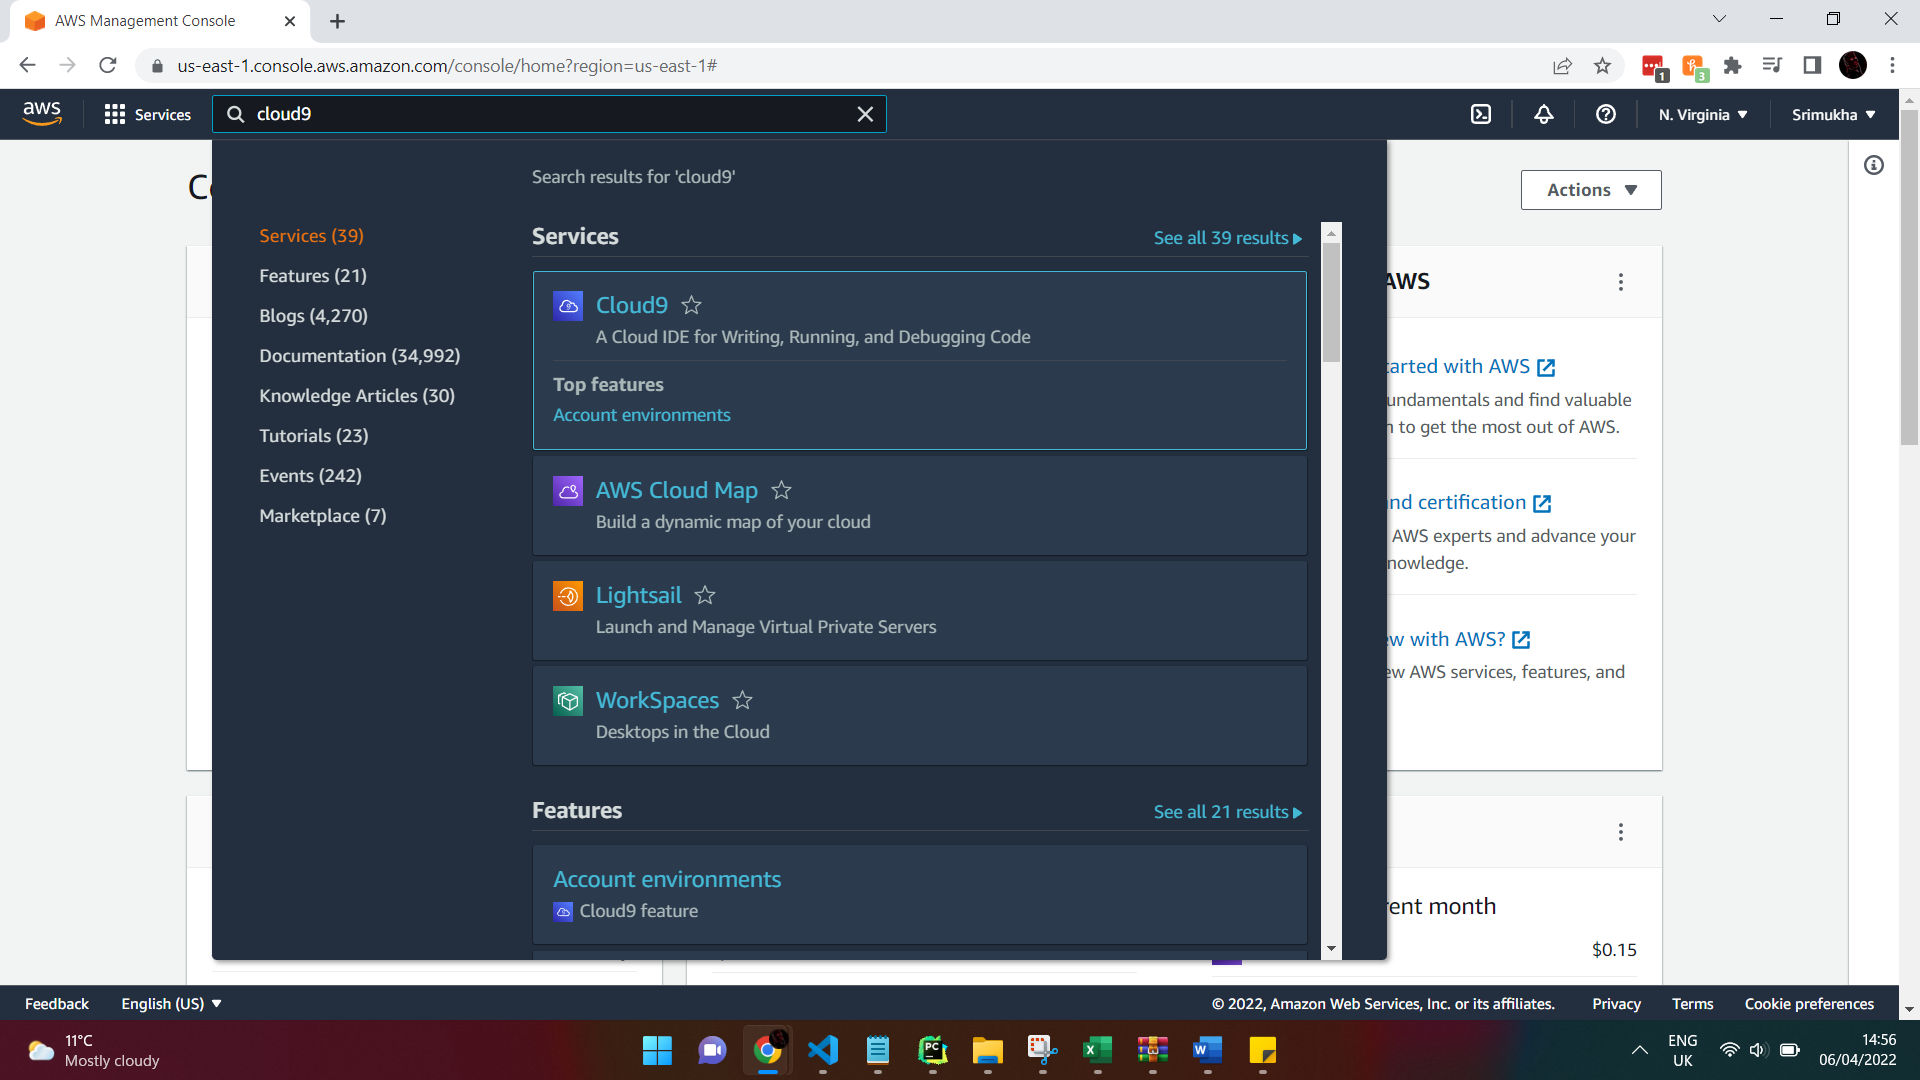 AWS Management Console
us-east-1.console.aws.amazon.com/console/home?region=us-east-1#
1
3
aws
Services
cloud9
N. Virginia
Srimukha
Search results for 'cloud9'
Actions
Services (39)
Features (21)
Blogs (4,270)
Documentation (34,992)
Knowledge Articles (30)
Tutorials (23)
Events (242)
Marketplace (7)
Services
See all 39 results
Cloud9
A Cloud IDE for Writing, Running, and Debugging Code
Top features
Account environments
AWS Cloud Map
Build a dynamic map of your cloud
Lightsail
Launch and Manage Virtual Private Servers
WorkSpaces
Desktops in the Cloud
Features
See all 21 results
Account environments
Cloud9 feature
AWS
with AWS
and valuable
to get the most out of AWS.
certification
AWS experts and advance your
with AWS?
AWS services, features, and
month
$0.15
Feedback
English (US)
© 2022, Amazon Web Services, Inc. or its affiliates.
Privacy
Terms
Cookie preferences
11°C
Mostly cloudy
PC
ENG
UK
14:56
06/04/2022